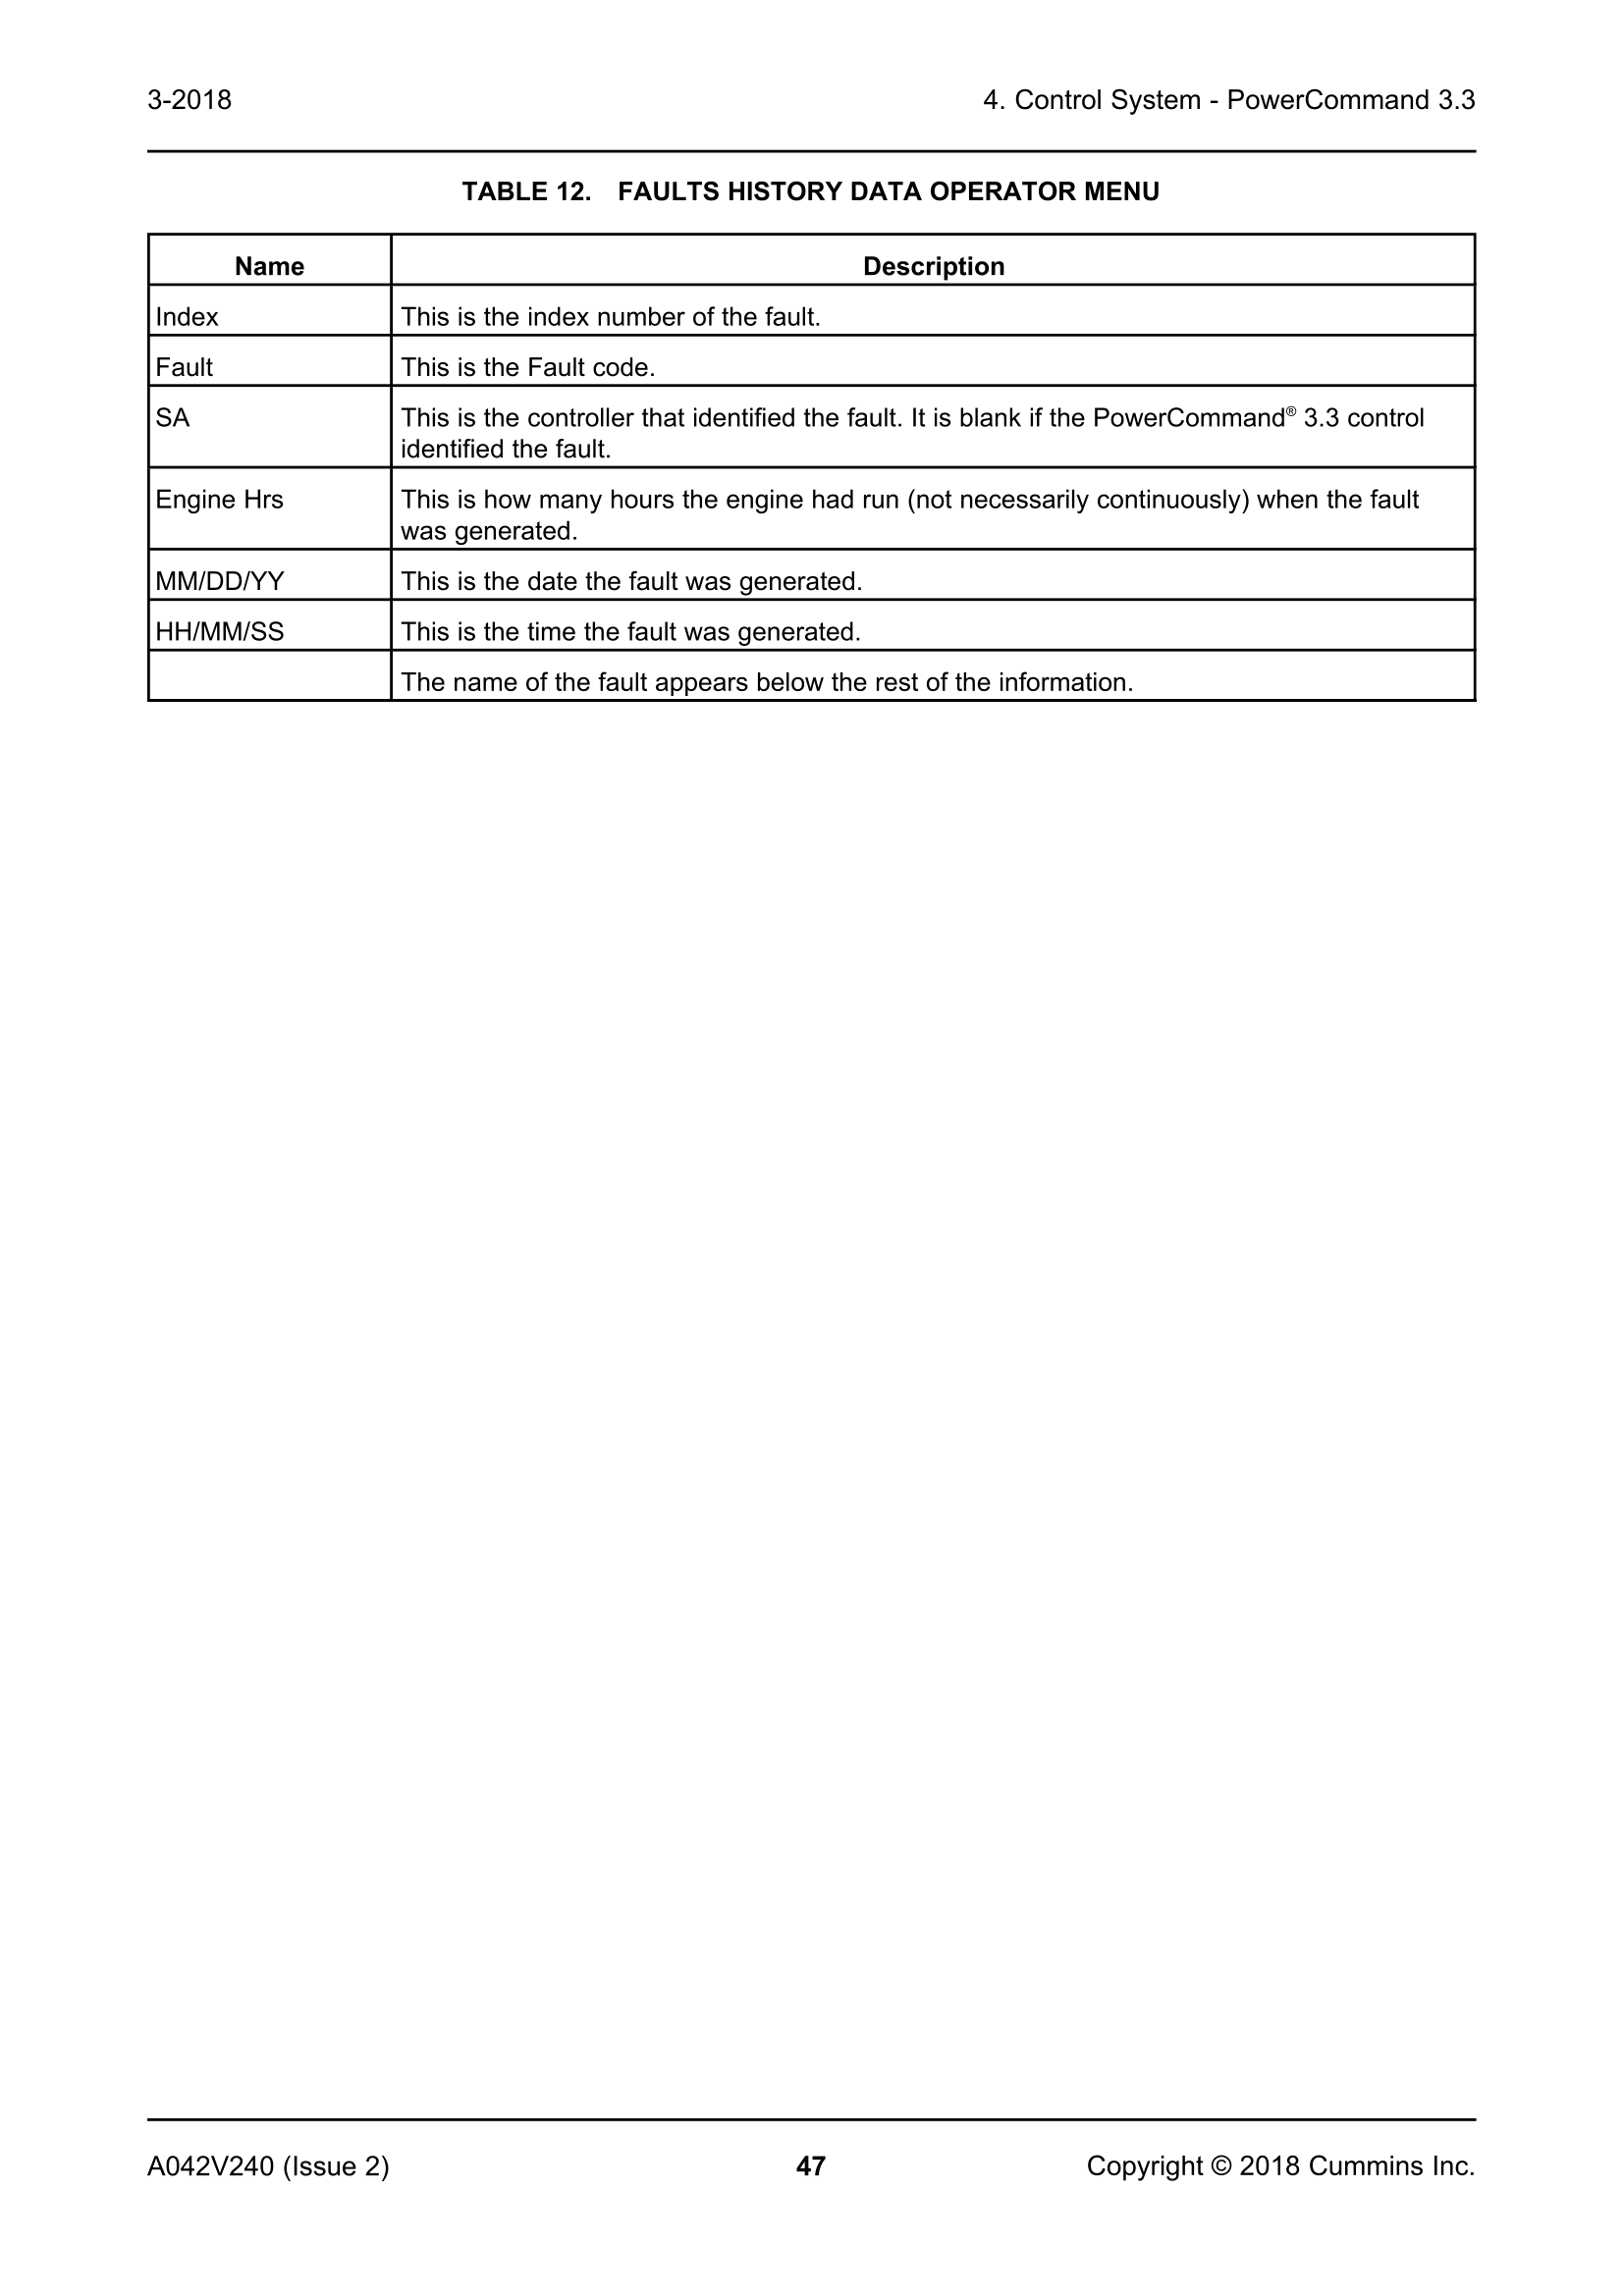 3-2018
4. Control System - PowerCommand 3.3
TABLE 12. FAULTS HISTORY DATA OPERATOR MENU
Name
Description
Index
This is the index number of the fault.
Fault
This is the Fault code.
SA
This is the controller that identified the fault. It is blank if the PowerCommand® 3.3 control
identified the fault.
Engine Hrs
This is how many hours the engine had run (not necessarily continuously) when the fault
was generated.
MM/DD/YY
This is the date the fault was generated.
HH/MM/SS
This is the time the fault was generated.
The name of the fault appears below the rest of the information.
A042V240 (Issue 2)
47
Copyright © 2018 Cummins Inc.